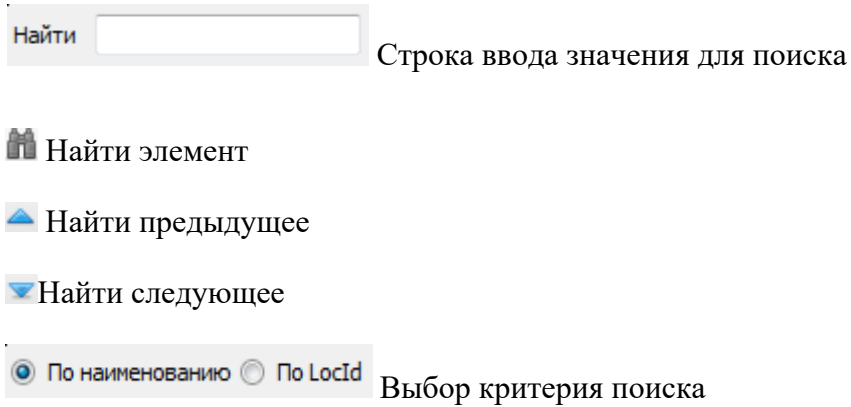 Найти Строка ввода значения для поиска
Найти элемент
Найти предыдущее
Найти следующее
По наименованию По LocId Выбор критерия поиска